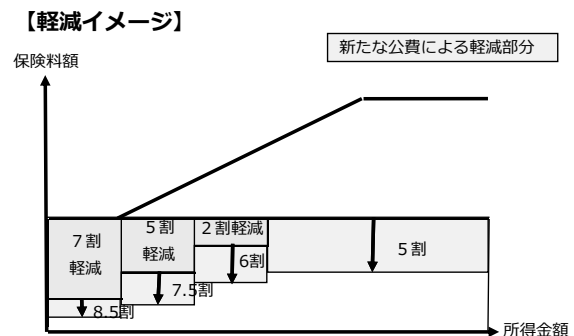 【軽減イメージ】
新たな公費による軽減部分
保険料額
7割
軽減
5割
軽減
2割軽減
5割
6割
7.5割
8.5割
所得金額